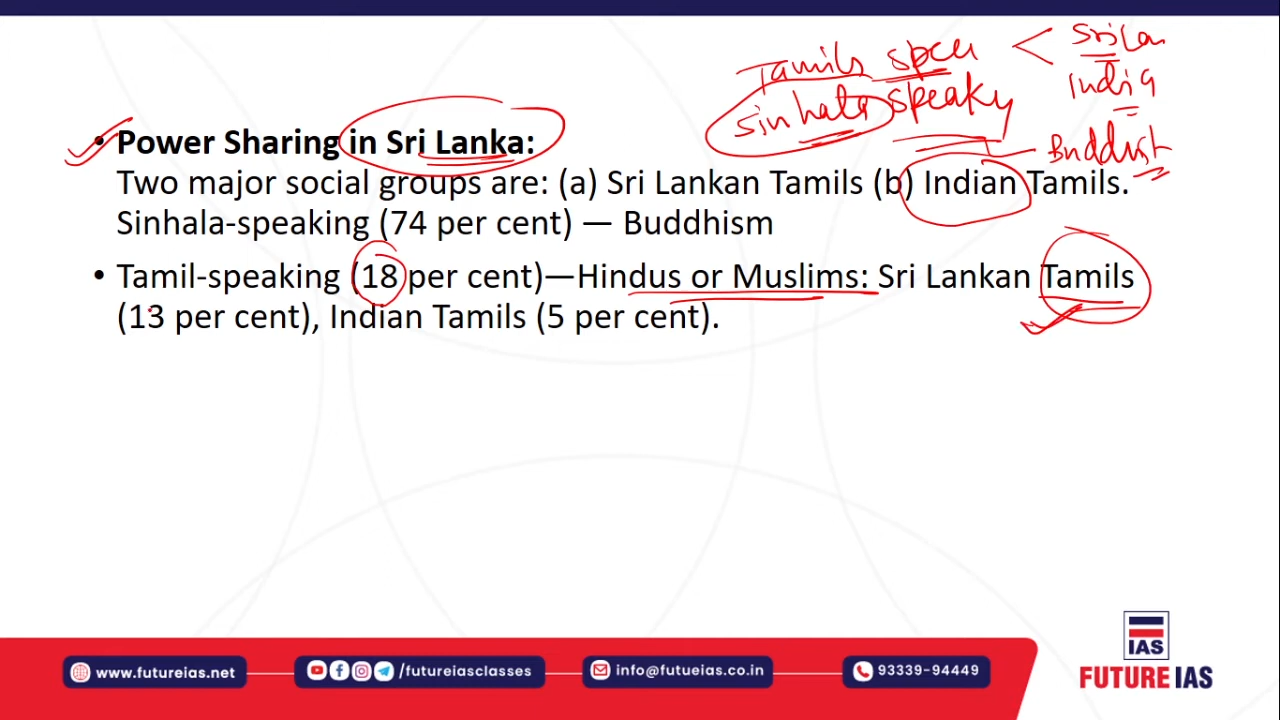 Tamils
sinhala speaky
Srilan
India
Buddhist
• Power Sharing in Sri Lanka:
Two major social groups are: (a) Sri Lankan Tamils (b) Indian Tamils.
Sinhala-speaking (74 per cent) — Buddhism
• Tamil-speaking (18 per cent)—Hindus or Muslims: Sri Lankan Tamils
(13 per cent), Indian Tamils (5 per cent).
IAS
FUTURE IAS
www.futureias.net
/futureiasclasses
info@futueias.co.in
93339-94449